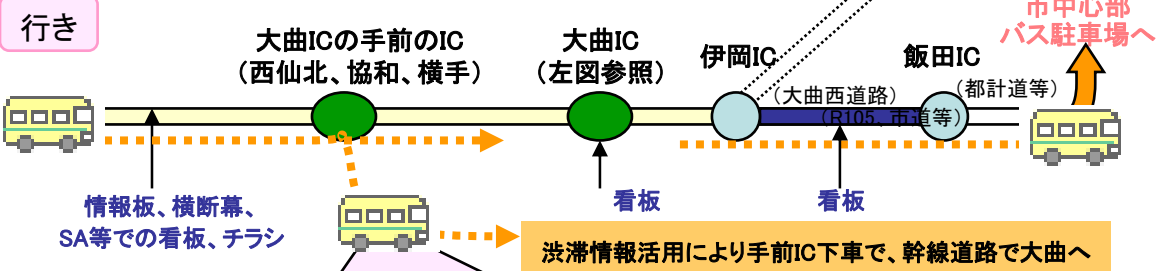 行き
大曲ICの手前のIC
（西仙北、協和、横手）
大曲IC
（左図参照）
伊岡IC
飯田IC
市中心部
バス駐車場へ
（大曲西道路）
（R105、市道等）
（都計道等）
情報板、横断幕、
SA等での看板、チラシ
看板
看板
渋滞情報活用により手前IC下車で、幹線道路で大曲へ